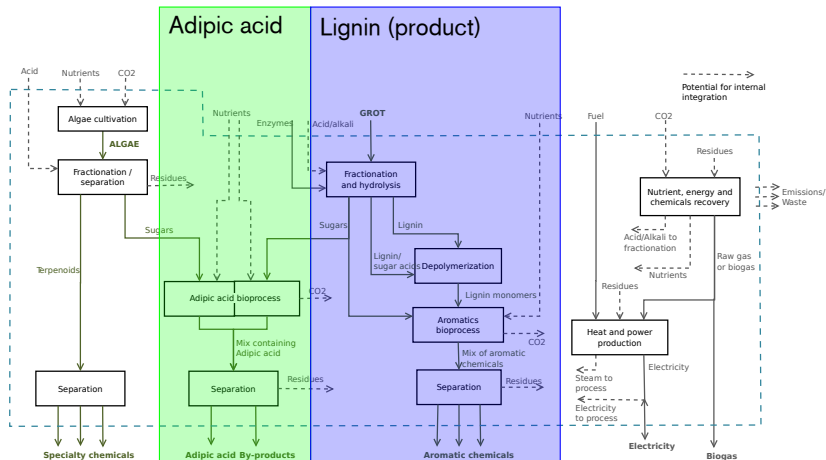 Adipic acid
Lignin (product)
Acid
Nutrients
CO2
Potential for internal
integration
Nutrients
Enzymes
Acid/alkali
GROT
Nutrients
Fuel
CO2
Algae cultivation
ALGAE
Residues
Fractionation /
separation
Residues
Fractionation
and hydrolysis
Nutrient, energy and
chemicals recovery
Emissions/
Waste
Sugars
Sugars
Lignin
Acid/Alkali to
fractionation
Terpenoids
Lignin/
sugar acids
Depolymerization
Raw gas
or biogas
Nutrients
Adipic acid bioprocess
CO2
Lignin monomers
Residues
Aromatics
bioprocess
CO2
Heat and power
production
Mix containing
Adipic acid
Mix of aromatic
chemicals
Electricity
Separation
Separation
Residues
Separation
Residues
Steam to
process
Electricity
to process
Specialty chemicals
Adipic acid
By-products
Aromatic chemicals
Electricity
Biogas